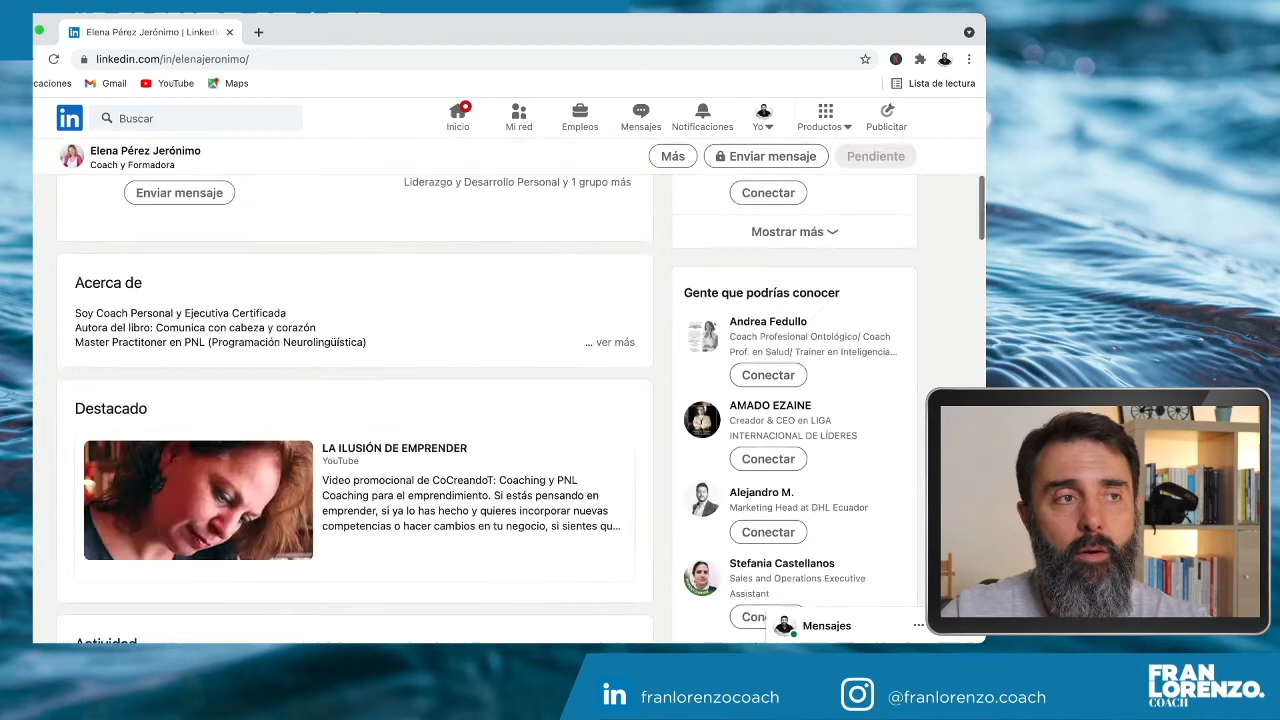 Elena Pérez Jerónimo | LinkedI
linkedin.com/in/elenajeronimo/
caciones
Gmail
YouTube
Maps
Lista de lectura
in
Buscar
Inicio
Mi red
Empleos
Mensajes
Notificaciones
Yo
Productos
Publicitar
Elena Pérez Jerónimo
Coach y Formadora
Más
Enviar mensaje
Pendiente
Enviar mensaje
Liderazgo y Desarrollo Personal y 1 grupo más
Conectar
Mostrar más
Acerca de
Soy Coach Personal y Ejecutiva Certificada
Autora del libro: Comunica con cabeza y corazón
Master Practitoner en PNL (Programación Neurolingüística)
... ver más
Destacado
LA ILUSIÓN DE EMPRENDER
YouTube
Video promocional de CoCreandoT: Coaching y PNL
Coaching para el emprendimiento. Si estás pensando en
emprender, si ya lo has hecho y quieres incorporar nuevas
competencias o hacer cambios en tu negocio, si sientes qu...
Actividad
Gente que podrías conocer
Andrea Fedullo
Coach Profesional Ontológico/ Coach
Prof. en Salud/ Trainer en Inteligencia...
Conectar
AMADO EZAINE
Creador & CEO en LIGA
INTERNACIONAL DE LÍDERES
Conectar
Alejandro M.
Marketing Head at DHL Ecuador
Conectar
Stefania Castellanos
Sales and Operations Executive
Assistant
Con
Mensajes
in franlorenzocoach
@franlorenzo.coach
FRAN
LORENZO.
COACH